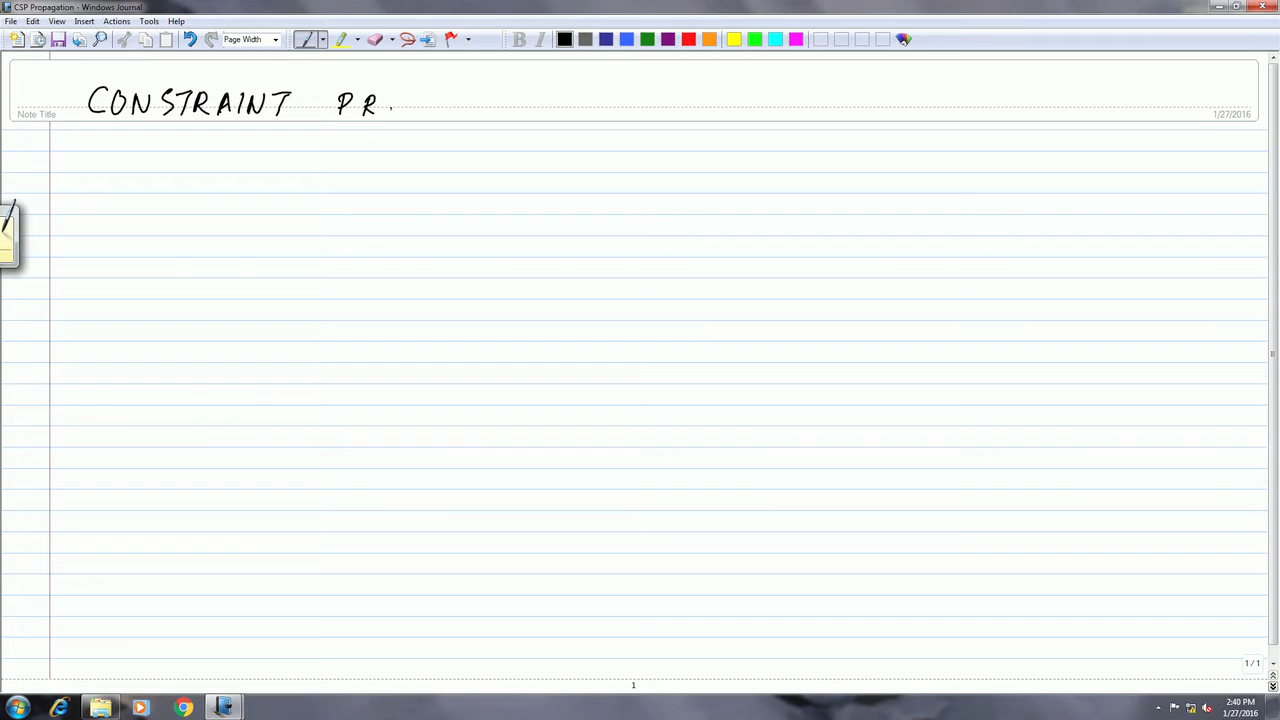 CSP Propagation - Windows Journal
File Edit View Insert Actions Tools Help
Page Width B I
CONSTRAINT PR
Note Title 1/27/2016
1 / 1
1
2:40 PM
1/27/2016